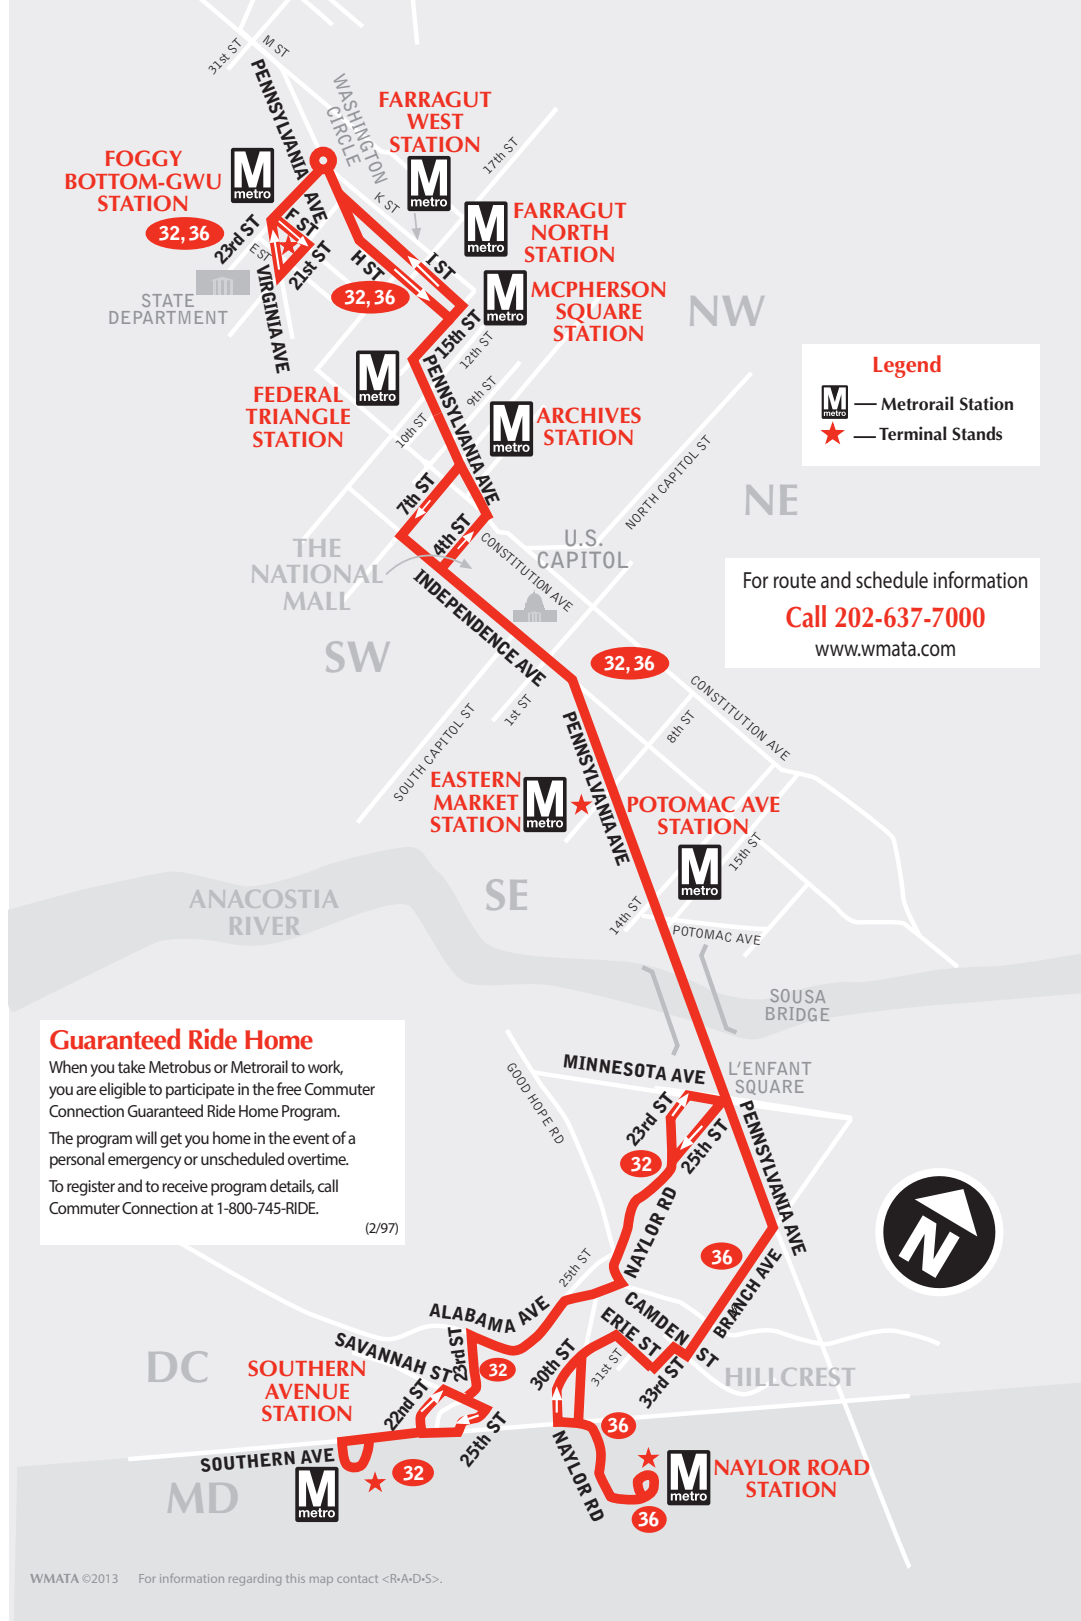 31st ST
M ST
PENNSYLVANIA AVE
WASHINGTON
CIRCLE
FARRAGUT
WEST
STATION
M
metro
17th ST
K ST
FOGGY
BOTTOM-GWU
STATION
M
metro
32, 36
23rd ST
F ST
E ST
21st ST
VIRGINIA AVE
STATE
DEPARTMENT
H ST
I ST
32, 36
M
metro
FARRAGUT
NORTH
STATION
M
metro
MCPHERSON
SQUARE
STATION
NW
15th ST
12th ST
9th ST
10th ST
PENNSYLVANIA AVE
FEDERAL
TRIANGLE
STATION
M
metro
M
metro
ARCHIVES
STATION
Legend
M
metro
Metrorail Station
Terminal Stands
7th ST
4th ST
NORTH CAPITOL ST
NE
CONSTITUTION AVE
U.S.
CAPITOL
THE
NATIONAL
MALL
INDEPENDENCE AVE
SW
For route and schedule information
Call 202-637-7000
www.wmata.com
32, 36
1st ST
SOUTH CAPITOL ST
8th ST
CONSTITUTION AVE
PENNSYLVANIA AVE
EASTERN
MARKET
STATION
M
metro
POTOMAC AVE
STATION
M
metro
15th ST
14th ST
POTOMAC AVE
SE
ANACOSTIA
RIVER
SOUSA
BRIDGE
Guaranteed Ride Home
When you take Metrobus or Metrorail to work,
you are eligible to participate in the free Commuter
Connection Guaranteed Ride Home Program.
The program will get you home in the event of a
personal emergency or unscheduled overtime.
To register and to receive program details, call
Commuter Connection at 1-800-745-RIDE.
(2/97)
GOOD HOPE RD
MINNESOTA AVE
L'ENFANT
SQUARE
23rd ST
25th ST
32
PENNSYLVANIA AVE
NAYLOR RD
36
BRANCH AVE
N
25th ST
ALABAMA AVE
CAMDEN ST
ERIE ST
SAVANNAH ST
23rd ST
32
30th ST
31st ST
33rd ST
S
HILLCREST
DC
SOUTHERN
AVENUE
STATION
22nd ST
25th ST
36
SOUTHERN AVE
M
metro
32
MD
NAYLOR RD
M
metro
NAYLOR ROAD
STATION
36
WMATA ©2013 For information regarding this map contact <R•A•D•S>.